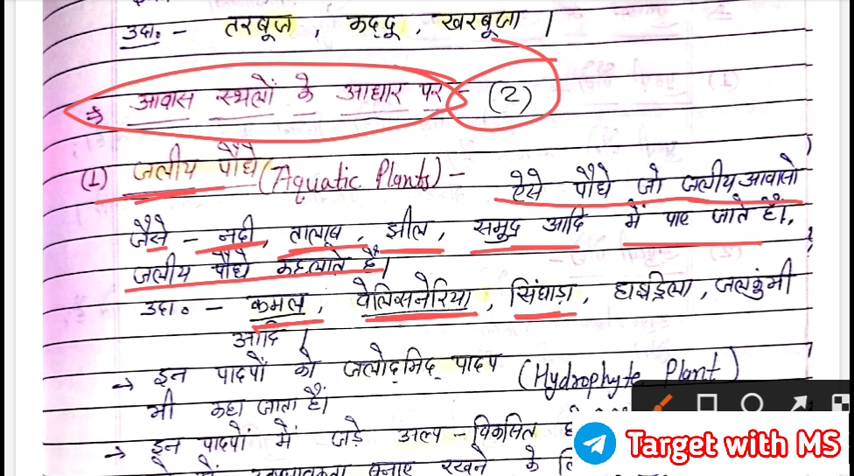 उदा. - तरबूज, कद्दू, खरबूजा।
⇒ आवास स्थलों के आधार पर - (2)
(1) जलीय पौधे (Aquatic Plants) - ऐसे पौधे जो जलीय आवासो
जैसे - नदी, तालाब, झील, समुद्र आदि में पाए जाते हैं,
जलीय पौधे कहलाते हैं।
उदा. - कमल, वेलिसनेरिया, सिंघाड़ा, हाइड्रिला, जलकुंभी
आदि।
→ इन पादपों को जलोद्भिद पादप (Hydrophyte Plant)
भी कहा जाता है।
→ इन पादपों में जड़े अल्प-विकसित
बनाए रखने के
Target with MS